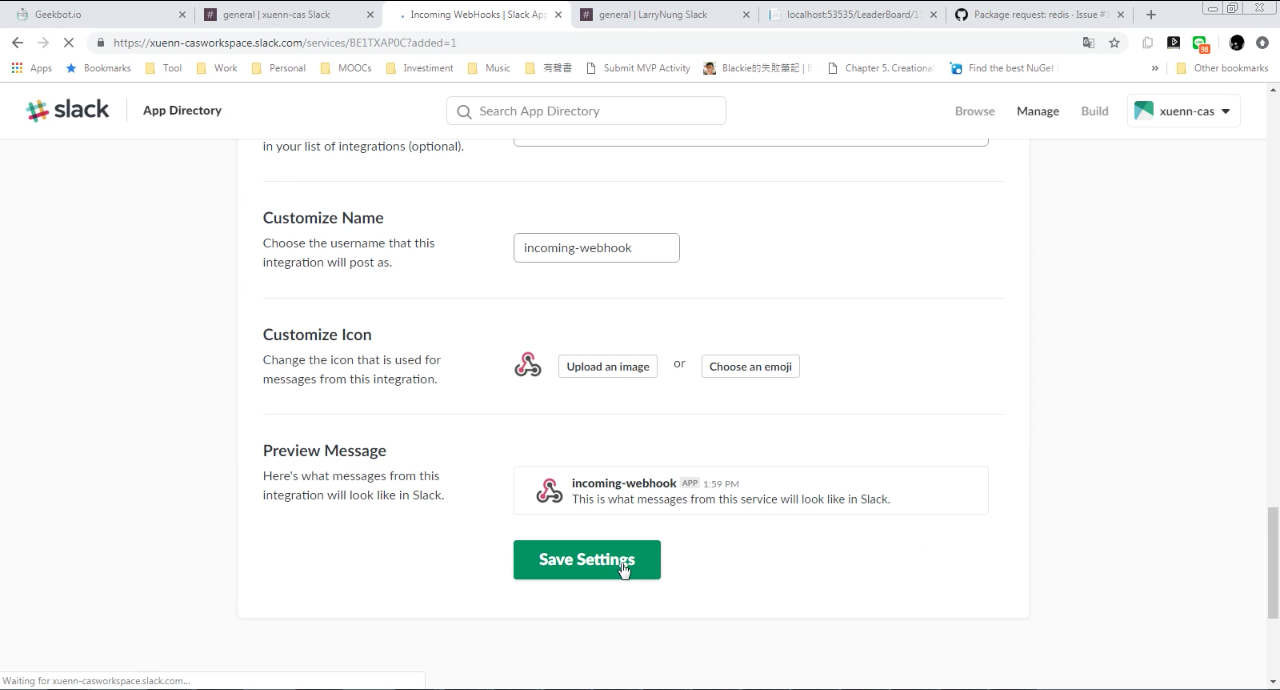 Geekbot.io
general | xuenn-cas Slack
Incoming WebHooks | Slack App
general | LarryNung Slack
localhost:53535/LeaderBoard/1
Package request: redis · Issue #
https://xuenn-casworkspace.slack.com/services/BE1TXAP0C?added=1
Apps
Bookmarks
Tool
Work
Personal
MOOCs
Investiment
Music
有聲書
Submit MVP Activity
Blackie的失敗筆記 |
Chapter 5. Creational
Find the best NuGet
»
Other bookmarks
slack
App Directory
Search App Directory
Browse
Manage
Build
xuenn-cas
in your list of integrations (optional).
Customize Name
Choose the username that this
integration will post as.
incoming-webhook
Customize Icon
Change the icon that is used for
messages from this integration.
Upload an image
or
Choose an emoji
Preview Message
Here's what messages from this
integration will look like in Slack.
incoming-webhook APP 1:59 PM
This is what messages from this service will look like in Slack.
Save Settings
Waiting for xuenn-casworkspace.slack.com...